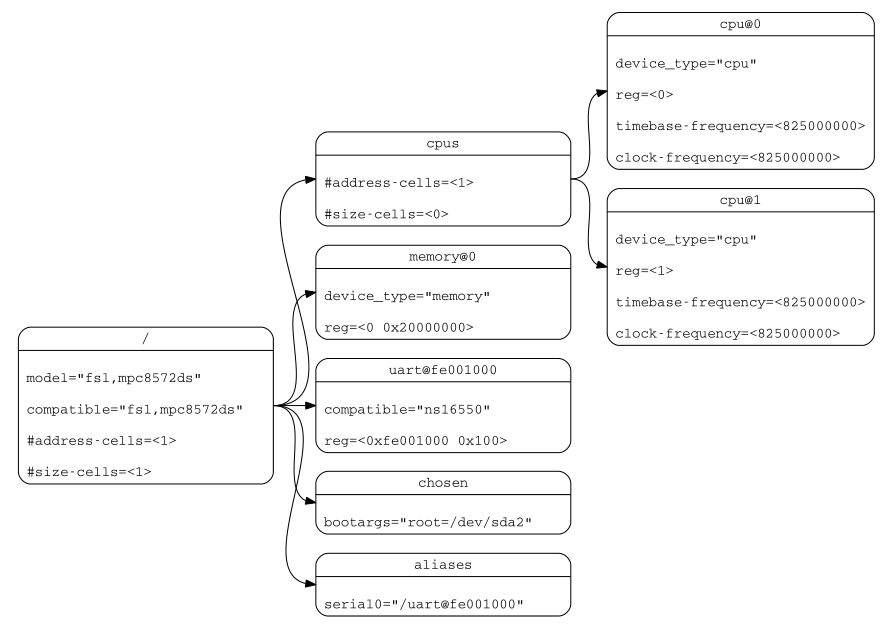 /
model="fsl,mpc8572ds"
compatible="fsl,mpc8572ds"
#address-cells=<1>
#size-cells=<1>
cpus
#address-cells=<1>
#size-cells=<0>
memory@0
device_type="memory"
reg=<0 0x20000000>
uart@fe001000
compatible="ns16550"
reg=<0xfe001000 0x100>
chosen
bootargs="root=/dev/sda2"
aliases
serial0="/uart@fe001000"
cpu@0
device_type="cpu"
reg=<0>
timebase-frequency=<825000000>
clock-frequency=<825000000>
cpu@1
device_type="cpu"
reg=<1>
timebase-frequency=<825000000>
clock-frequency=<825000000>